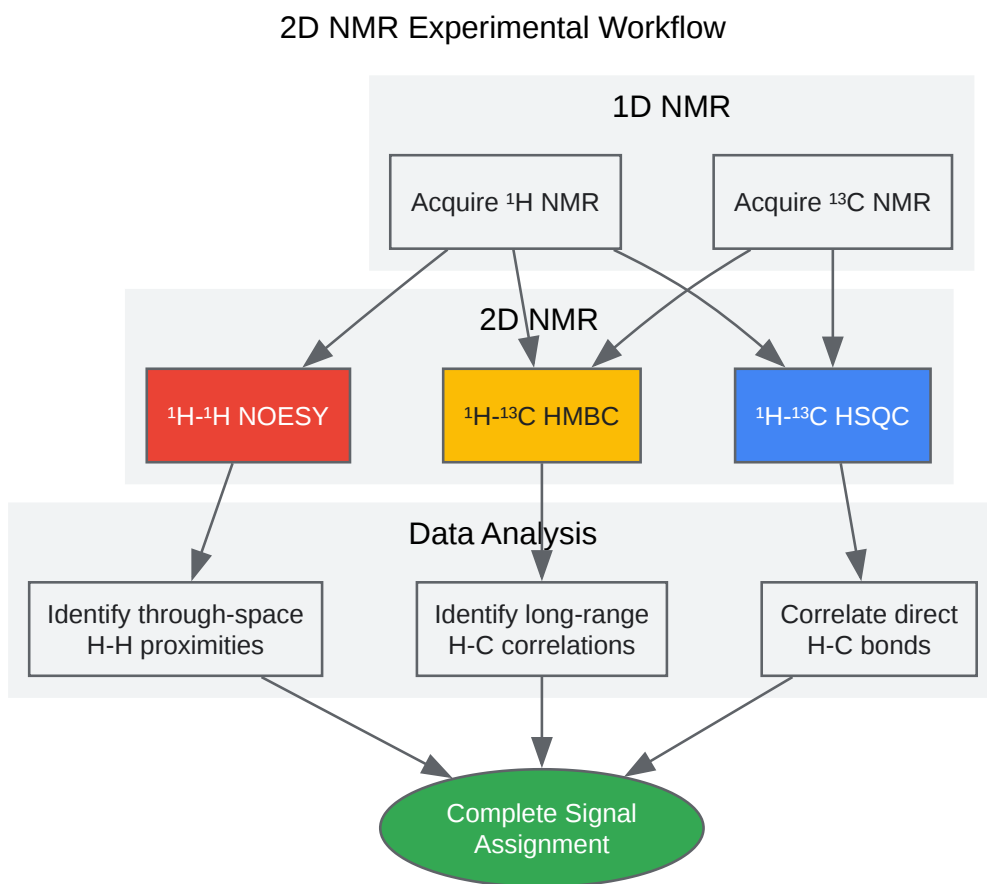 2D NMR Experimental Workflow
1D NMR
Acquire ¹H NMR
Acquire ¹³C NMR
2D NMR
¹H-¹H NOESY
¹H-¹³C HMBC
¹H-¹³C HSQC
Data Analysis
Identify through-space
H-H proximities
Identify long-range
H-C correlations
Correlate direct
H-C bonds
Complete Signal
Assignment